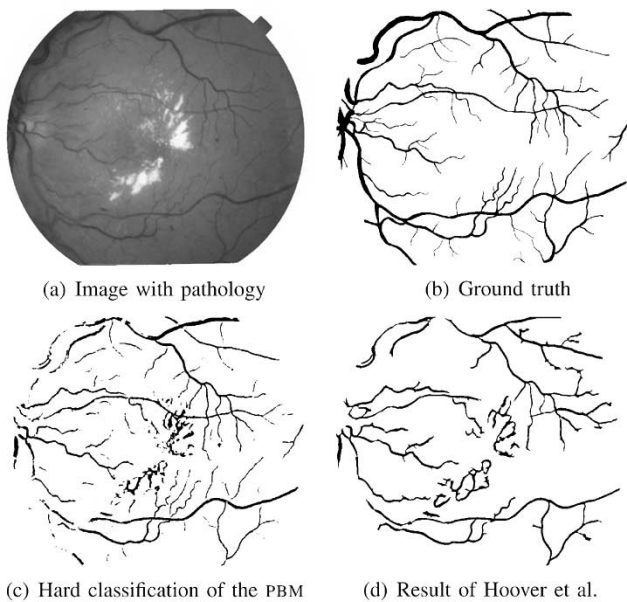 (a) Image with pathology
(b) Ground truth
(c) Hard classification of the PBM
(d) Result of Hoover et al.